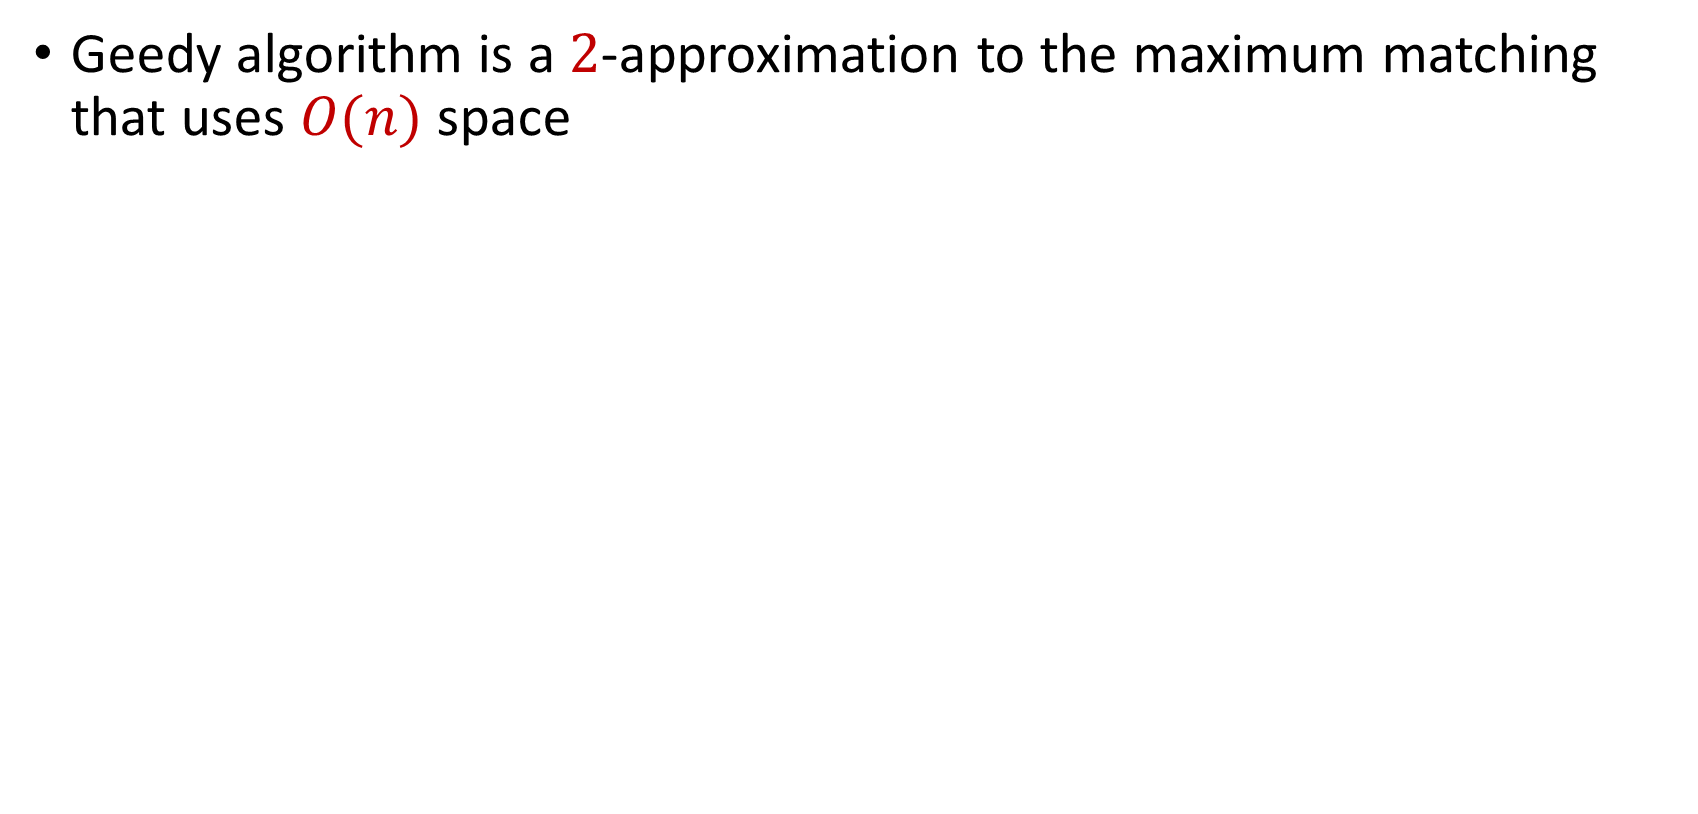 • Geedy algorithm is a 2-approximation to the maximum matching
that uses O(n) space